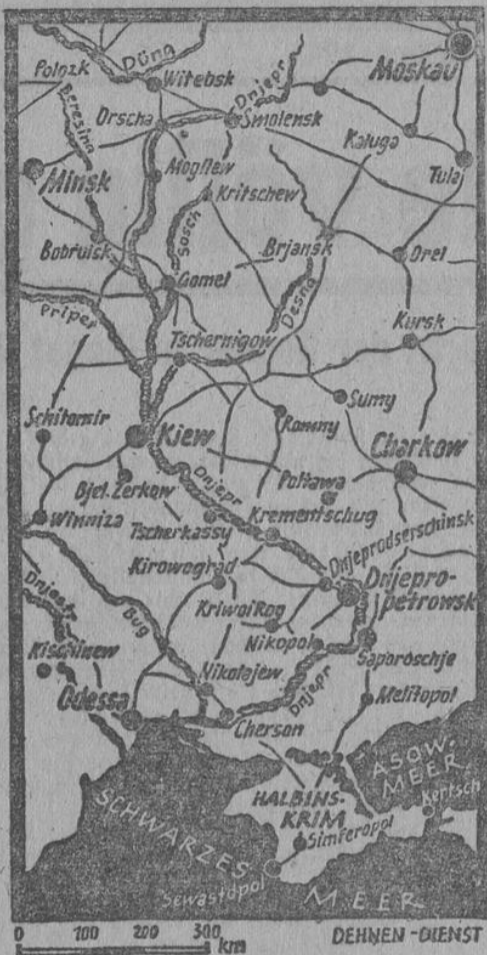 Polozk
Düna
Witebsk
Moskau
Beresina
Dnjepr
Orscha
Smolensk
Kaluga
Tula
Mogilew
Minsk
Kritschew
Sosch
Bobruisk
Brjansk
Orel
Gomel
Desna
Pripet
Tschernigow
Kursk
Sumy
Schitomir
Kiew
Romny
Charkow
Bjel. Zerkow
Dnjepr
Poltawa
Winniza
Tscherkassy
Krementschug
Dnjeprodserschinsk
Kirowograd
Dnjepro-
petrowsk
Dnjestr
Bug
Kriwoi Rog
Nikopol
Saporoschje
Kischinew
Nikolajew
Dnjepr
Melitopol
Odessa
Cherson
ASOW-
MEER
HALBINS.
KRIM
Kertsch
SCHWARZES
Simferopol
Sewastopol
MEER
0 100 200 300
km
DEHNEN-DIENST